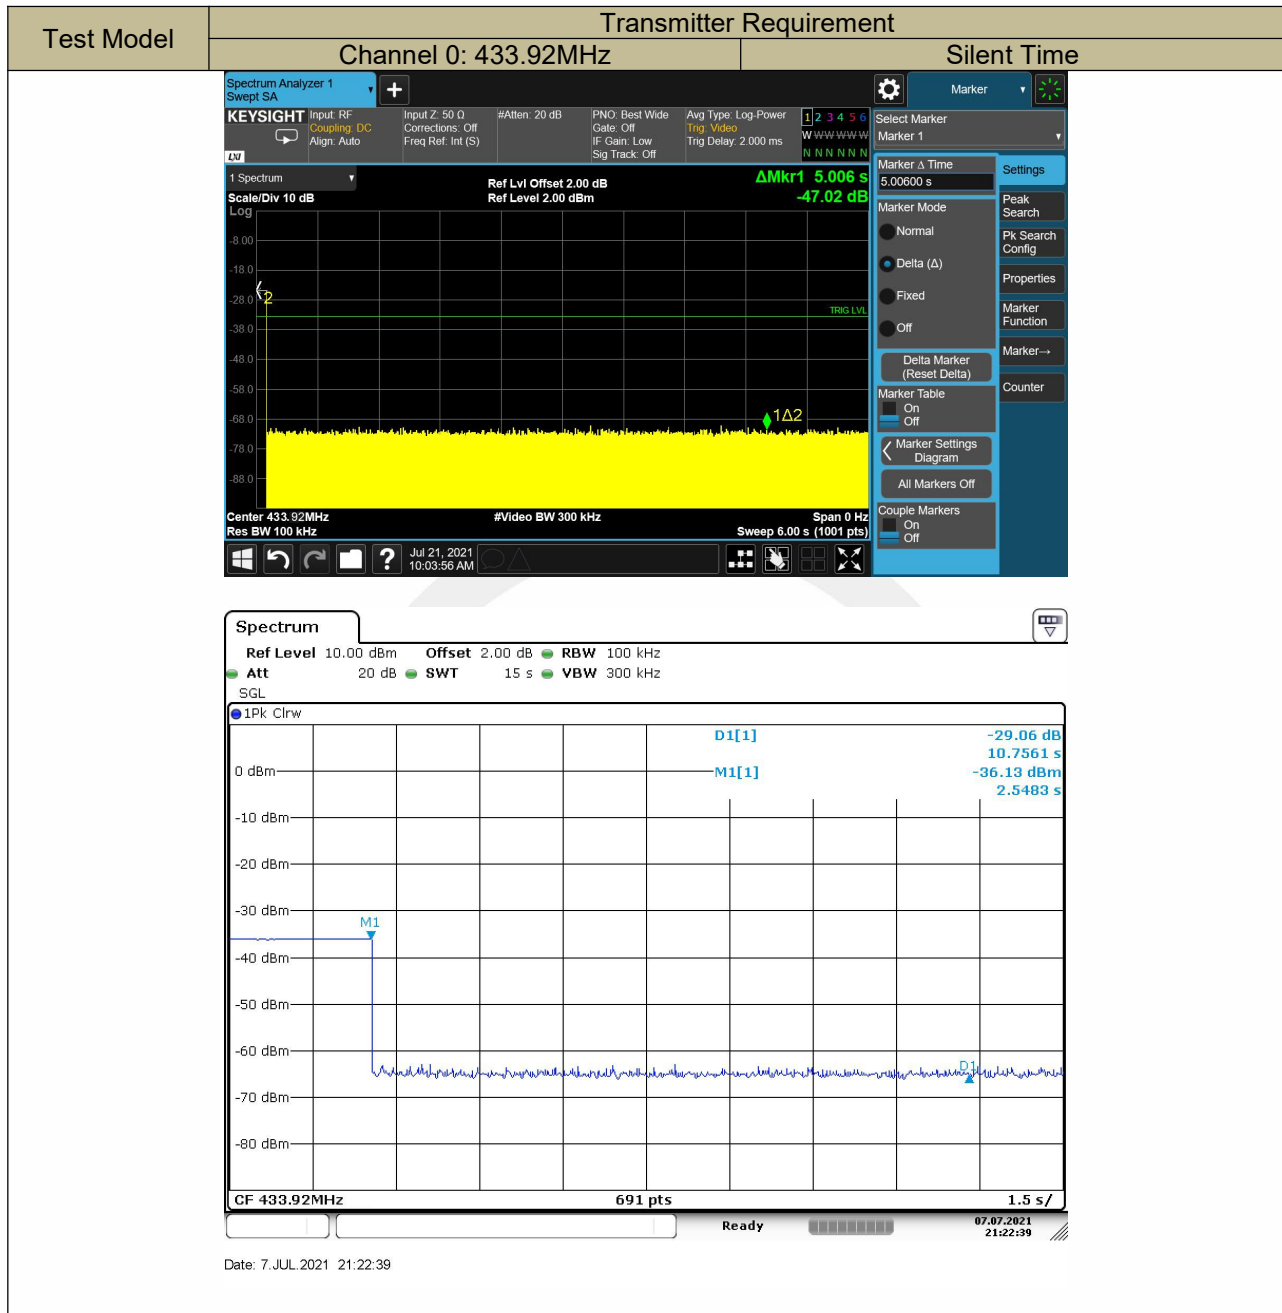 Test Model
Transmitter Requirement
Channel 0: 433.92MHz
Silent Time
Spectrum Analyzer 1
Swept SA
Marker
KEYSIGHT
LXI
Input: RF
Coupling: DC
Align: Auto
Input Z: 50 Ω
Corrections: Off
Freq Ref: Int (S)
#Atten: 20 dB
PNO: Best Wide
Gate: Off
IF Gain: Low
Sig Track: Off
Avg Type: Log-Power
Trig: Video
Trig Delay: 2.000 ms
1 2 3 4 5 6
W W W W W W
N N N N N N
Select Marker
Marker 1
1 Spectrum
Scale/Div 10 dB
Log
Ref Lvl Offset 2.00 dB
Ref Level 2.00 dBm
ΔMkr1 5.006 s
-47.02 dB
-8.00
-18.0
-28.0
-38.0
-48.0
-58.0
-68.0
-78.0
-88.0
2
TRIG LVL
1Δ2
Center 433.92MHz
Res BW 100 kHz
#Video BW 300 kHz
Span 0 Hz
Sweep 6.00 s (1001 pts)
Marker Δ Time
5.00600 s
Marker Mode
Normal
Delta (Δ)
Fixed
Off
Delta Marker
(Reset Delta)
Marker Table
On
Off
Marker Settings
Diagram
All Markers Off
Couple Markers
On
Off
Settings
Peak
Search
Pk Search
Config
Properties
Marker
Function
Marker→
Counter
?
Jul 21, 2021
10:03:56 AM
Spectrum
Ref Level 10.00 dBm Offset 2.00 dB RBW 100 kHz
Att 20 dB SWT 15 s VBW 300 kHz
SGL
1Pk Clrw
D1[1] -29.06 dB
10.7561 s
M1[1] -36.13 dBm
2.5483 s
0 dBm
-10 dBm
-20 dBm
-30 dBm
M1
-40 dBm
-50 dBm
-60 dBm
D1
-70 dBm
-80 dBm
CF 433.92MHz 691 pts 1.5 s/
Ready
07.07.2021
21:22:39
Date: 7.JUL.2021 21:22:39